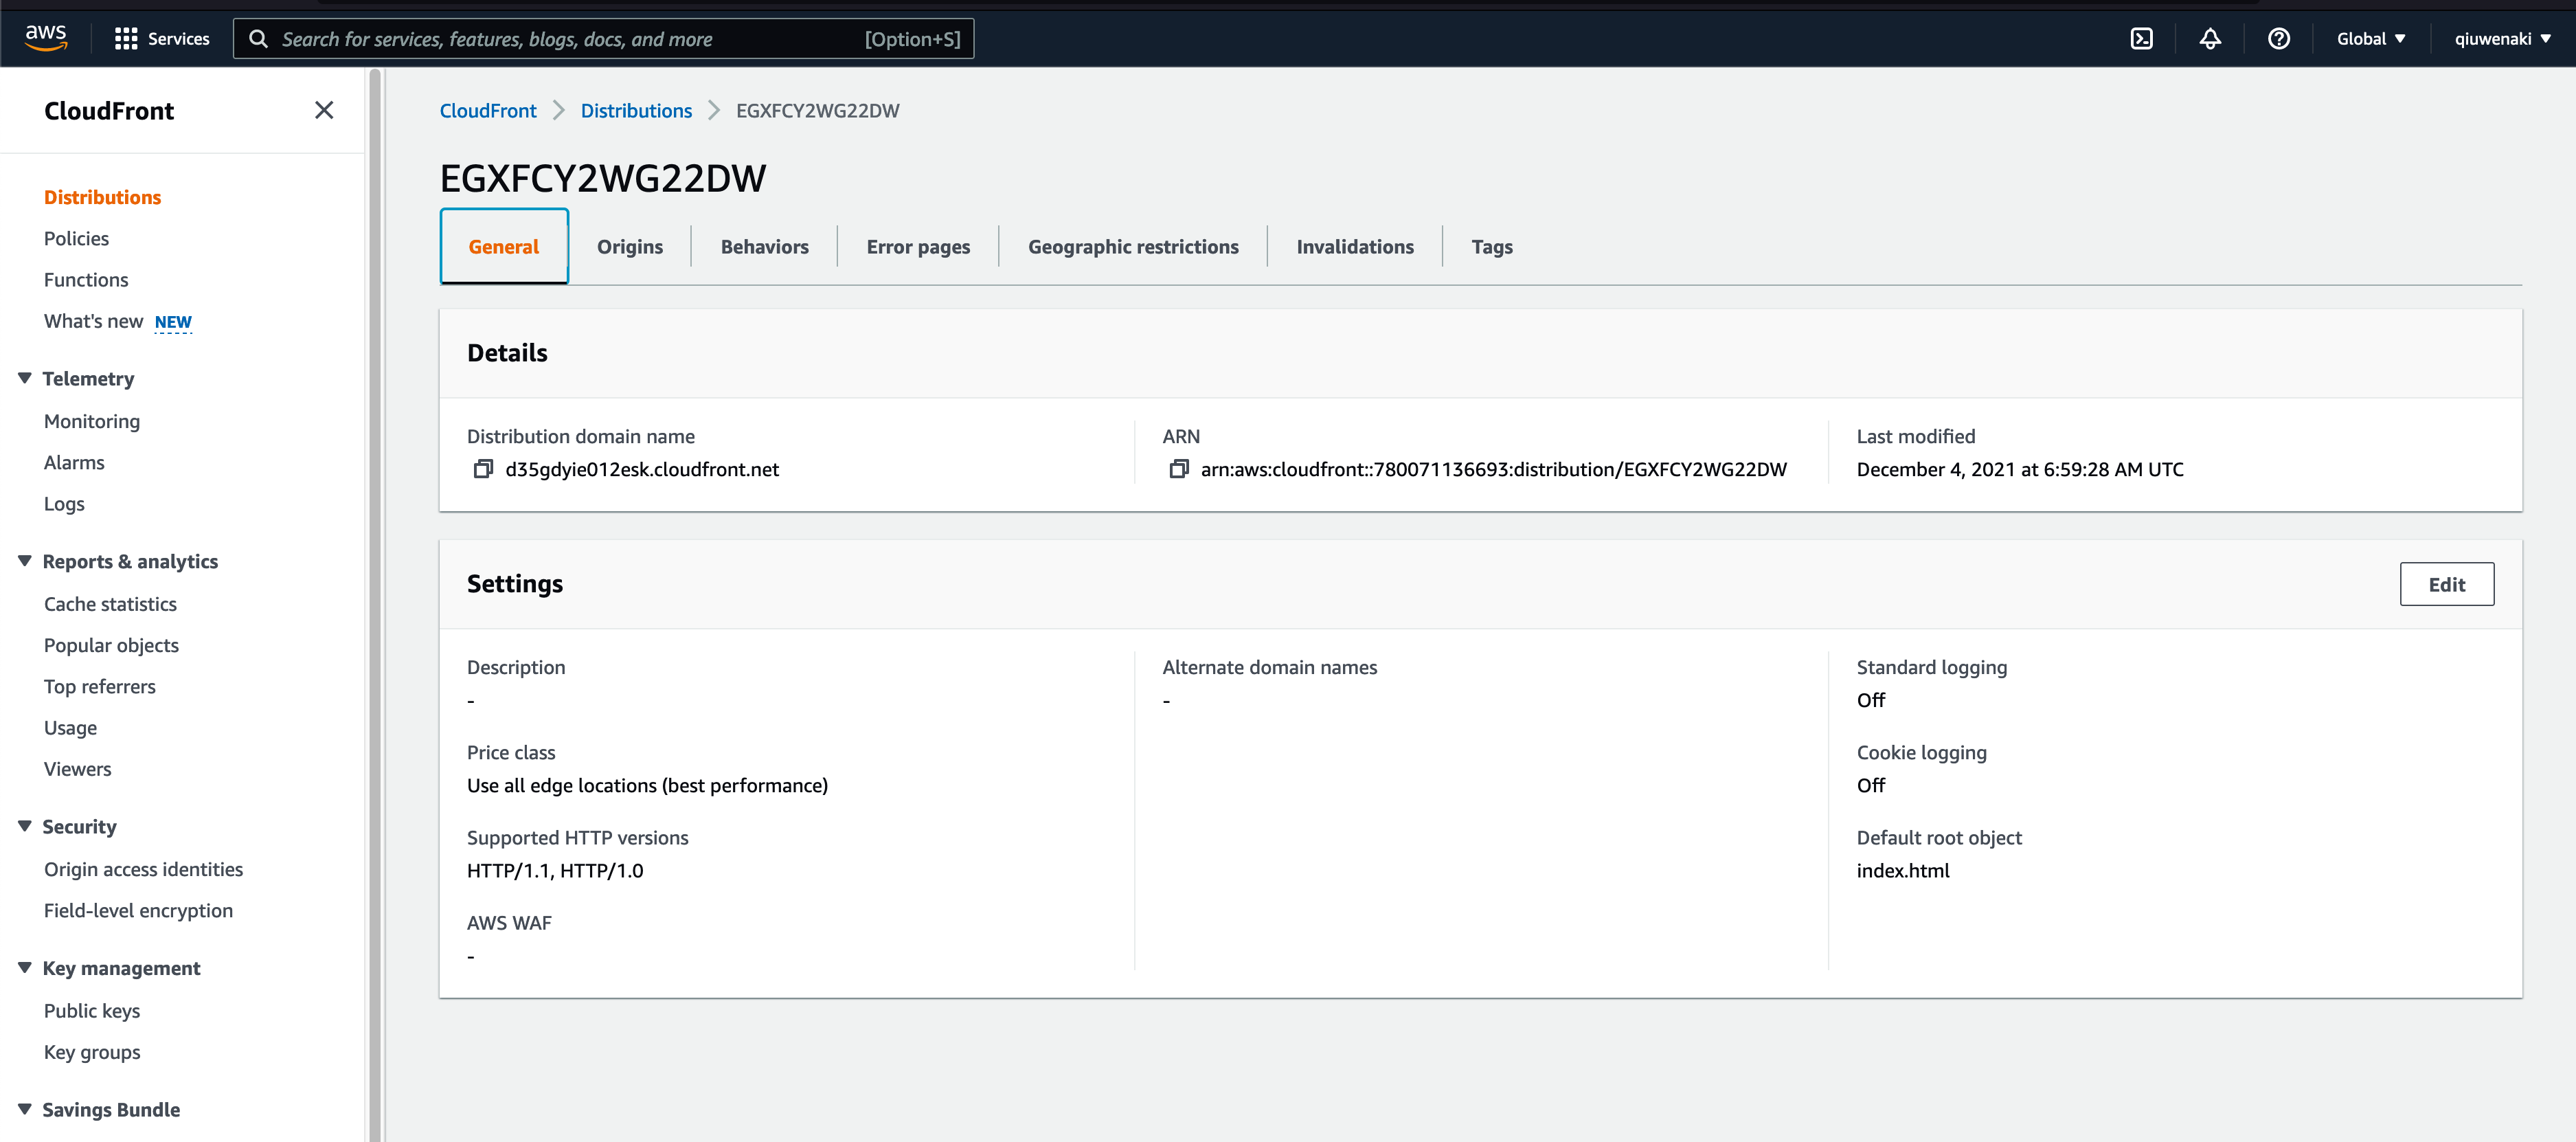 aws
Services
Search for services, features, blogs, docs, and more [Option+S]
Global
qiuwenaki
CloudFront
Distributions
Policies
Functions
What's new NEW
Telemetry
Monitoring
Alarms
Logs
Reports & analytics
Cache statistics
Popular objects
Top referrers
Usage
Viewers
Security
Origin access identities
Field-level encryption
Key management
Public keys
Key groups
Savings Bundle
CloudFront Distributions EGXFCY2WG22DW
EGXFCY2WG22DW
General Origins Behaviors Error pages Geographic restrictions Invalidations Tags
Details
Distribution domain name
d35gdyie012esk.cloudfront.net
ARN
arn:aws:cloudfront::780071136693:distribution/EGXFCY2WG22DW
Last modified
December 4, 2021 at 6:59:28 AM UTC
Settings
Edit
Description
-
Price class
Use all edge locations (best performance)
Supported HTTP versions
HTTP/1.1, HTTP/1.0
AWS WAF
-
Alternate domain names
-
Standard logging
Off
Cookie logging
Off
Default root object
index.html